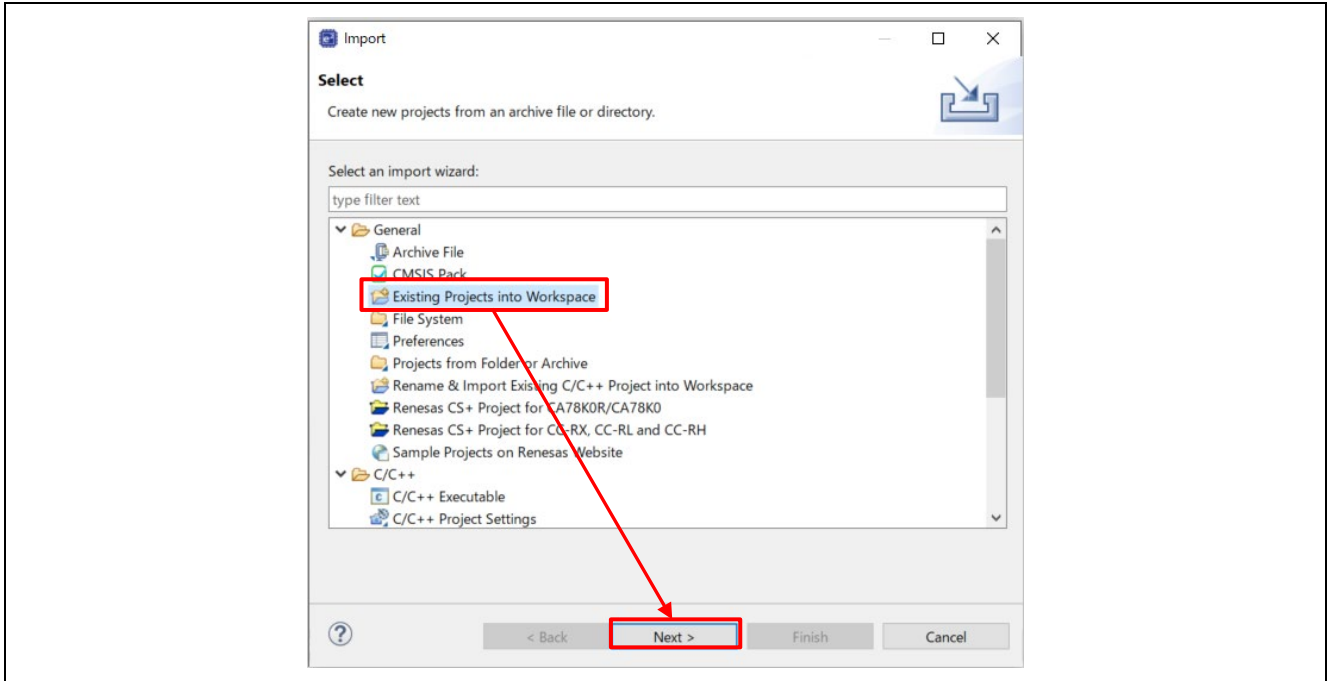 Import
Select
Create new projects from an archive file or directory.
Select an import wizard:
type filter text
General
Archive File
CMSIS Pack
Existing Projects into Workspace
File System
Preferences
Projects from Folder or Archive
Rename & Import Existing C/C++ Project into Workspace
Renesas CS+ Project for CA78K0R/CA78K0
Renesas CS+ Project for CC-RX, CC-RL and CC-RH
Sample Projects on Renesas Website
C/C++
C/C++ Executable
C/C++ Project Settings
? < Back Next > Finish Cancel